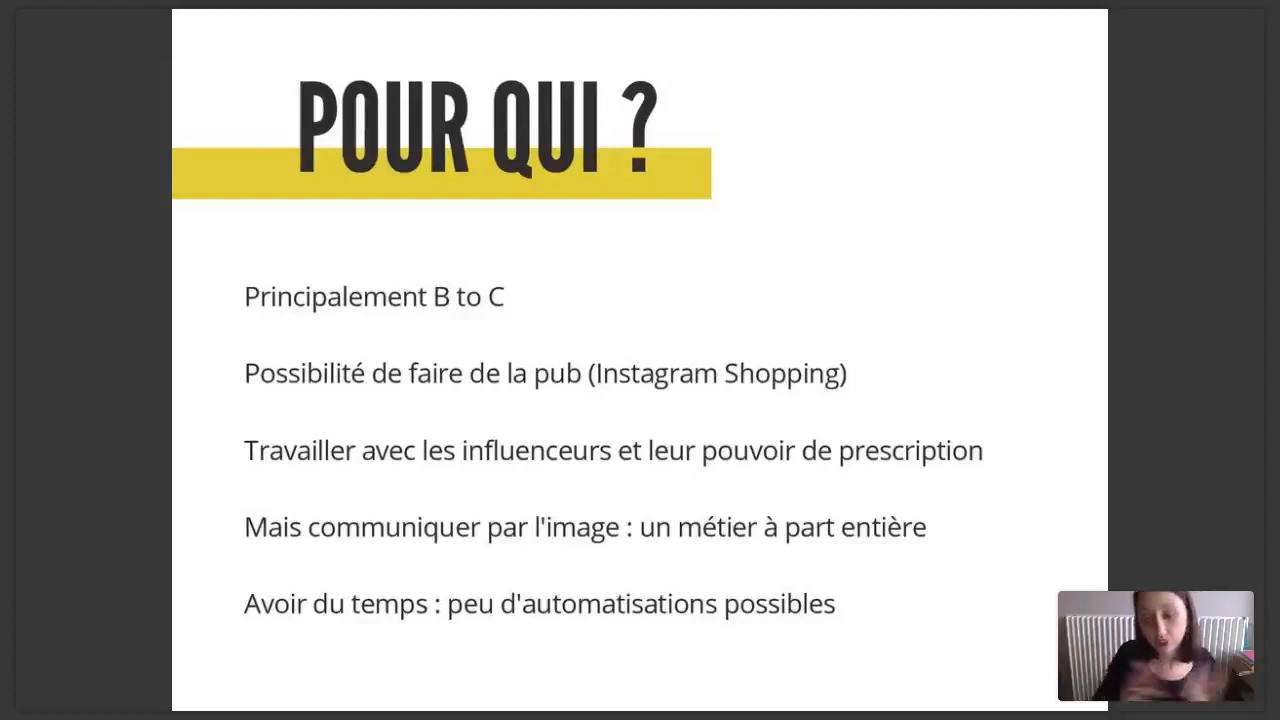 POUR QUI ?
Principalement B to C
Possibilité de faire de la pub (Instagram Shopping)
Travailler avec les influenceurs et leur pouvoir de prescription
Mais communiquer par l'image : un métier à part entière
Avoir du temps : peu d'automatisations possibles